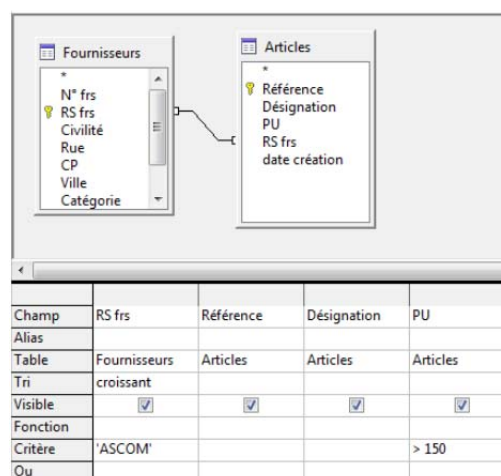 Fournisseurs
*
N° frs
RS frs
Civilité
Rue
CP
Ville
Catégorie
Articles
*
Référence
Désignation
PU
RS frs
date création
Champ RS frs Référence Désignation PU
Alias
Table Fournisseurs Articles Articles Articles
Tri croissant
Visible
Fonction
Critère 'ASCOM' > 150
Ou